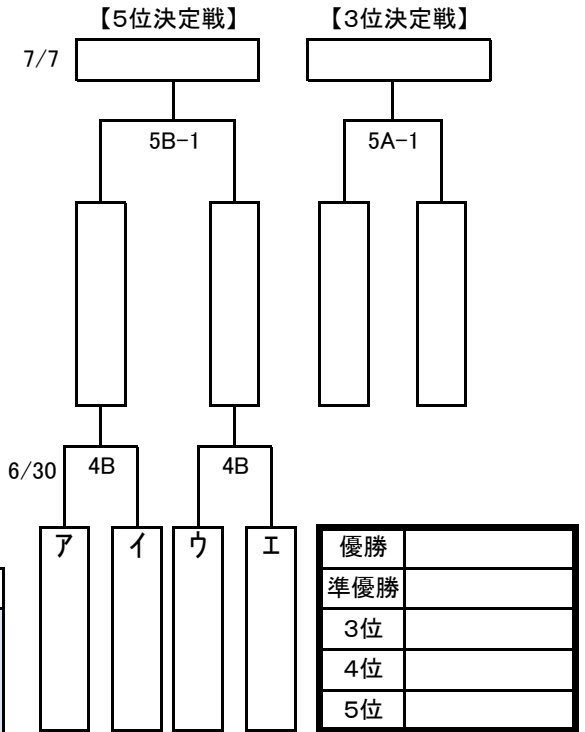 【5位決定戦】 【3位決定戦】
7/7
5B-1 5A-1
6/30 4B 4B
ア イ ウ エ
優勝
準優勝
3位
4位
5位